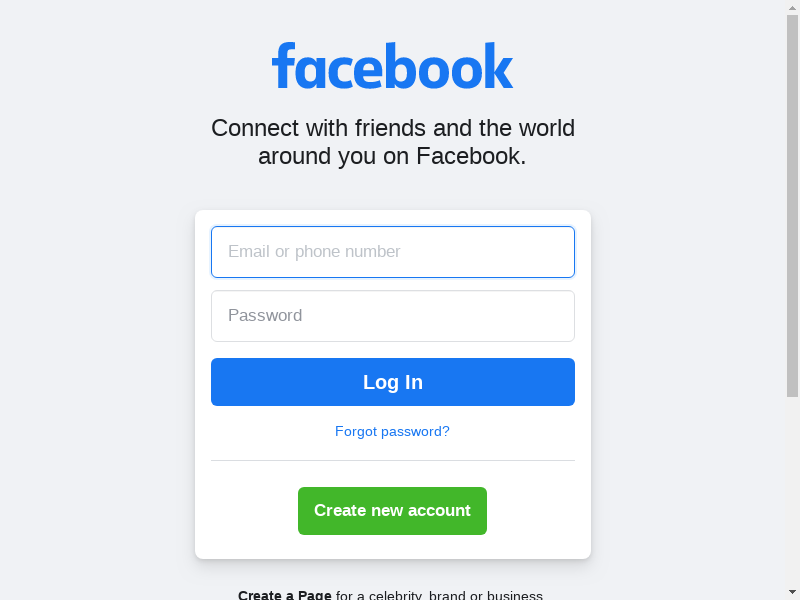 facebook
Connect with friends and the world
around you on Facebook.
Email or phone number
Password
Log In
Forgot password?
Create new account
Create a Page for a celebrity, brand or business.